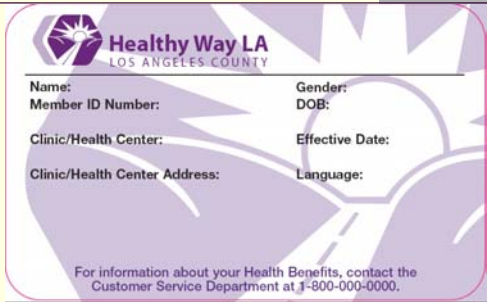 Healthy Way LA
LOS ANGELES COUNTY
Name: Gender:
Member ID Number: DOB:
Clinic/Health Center: Effective Date:
Clinic/Health Center Address: Language:
For information about your Health Benefits, contact the
Customer Service Department at 1-800-000-0000.